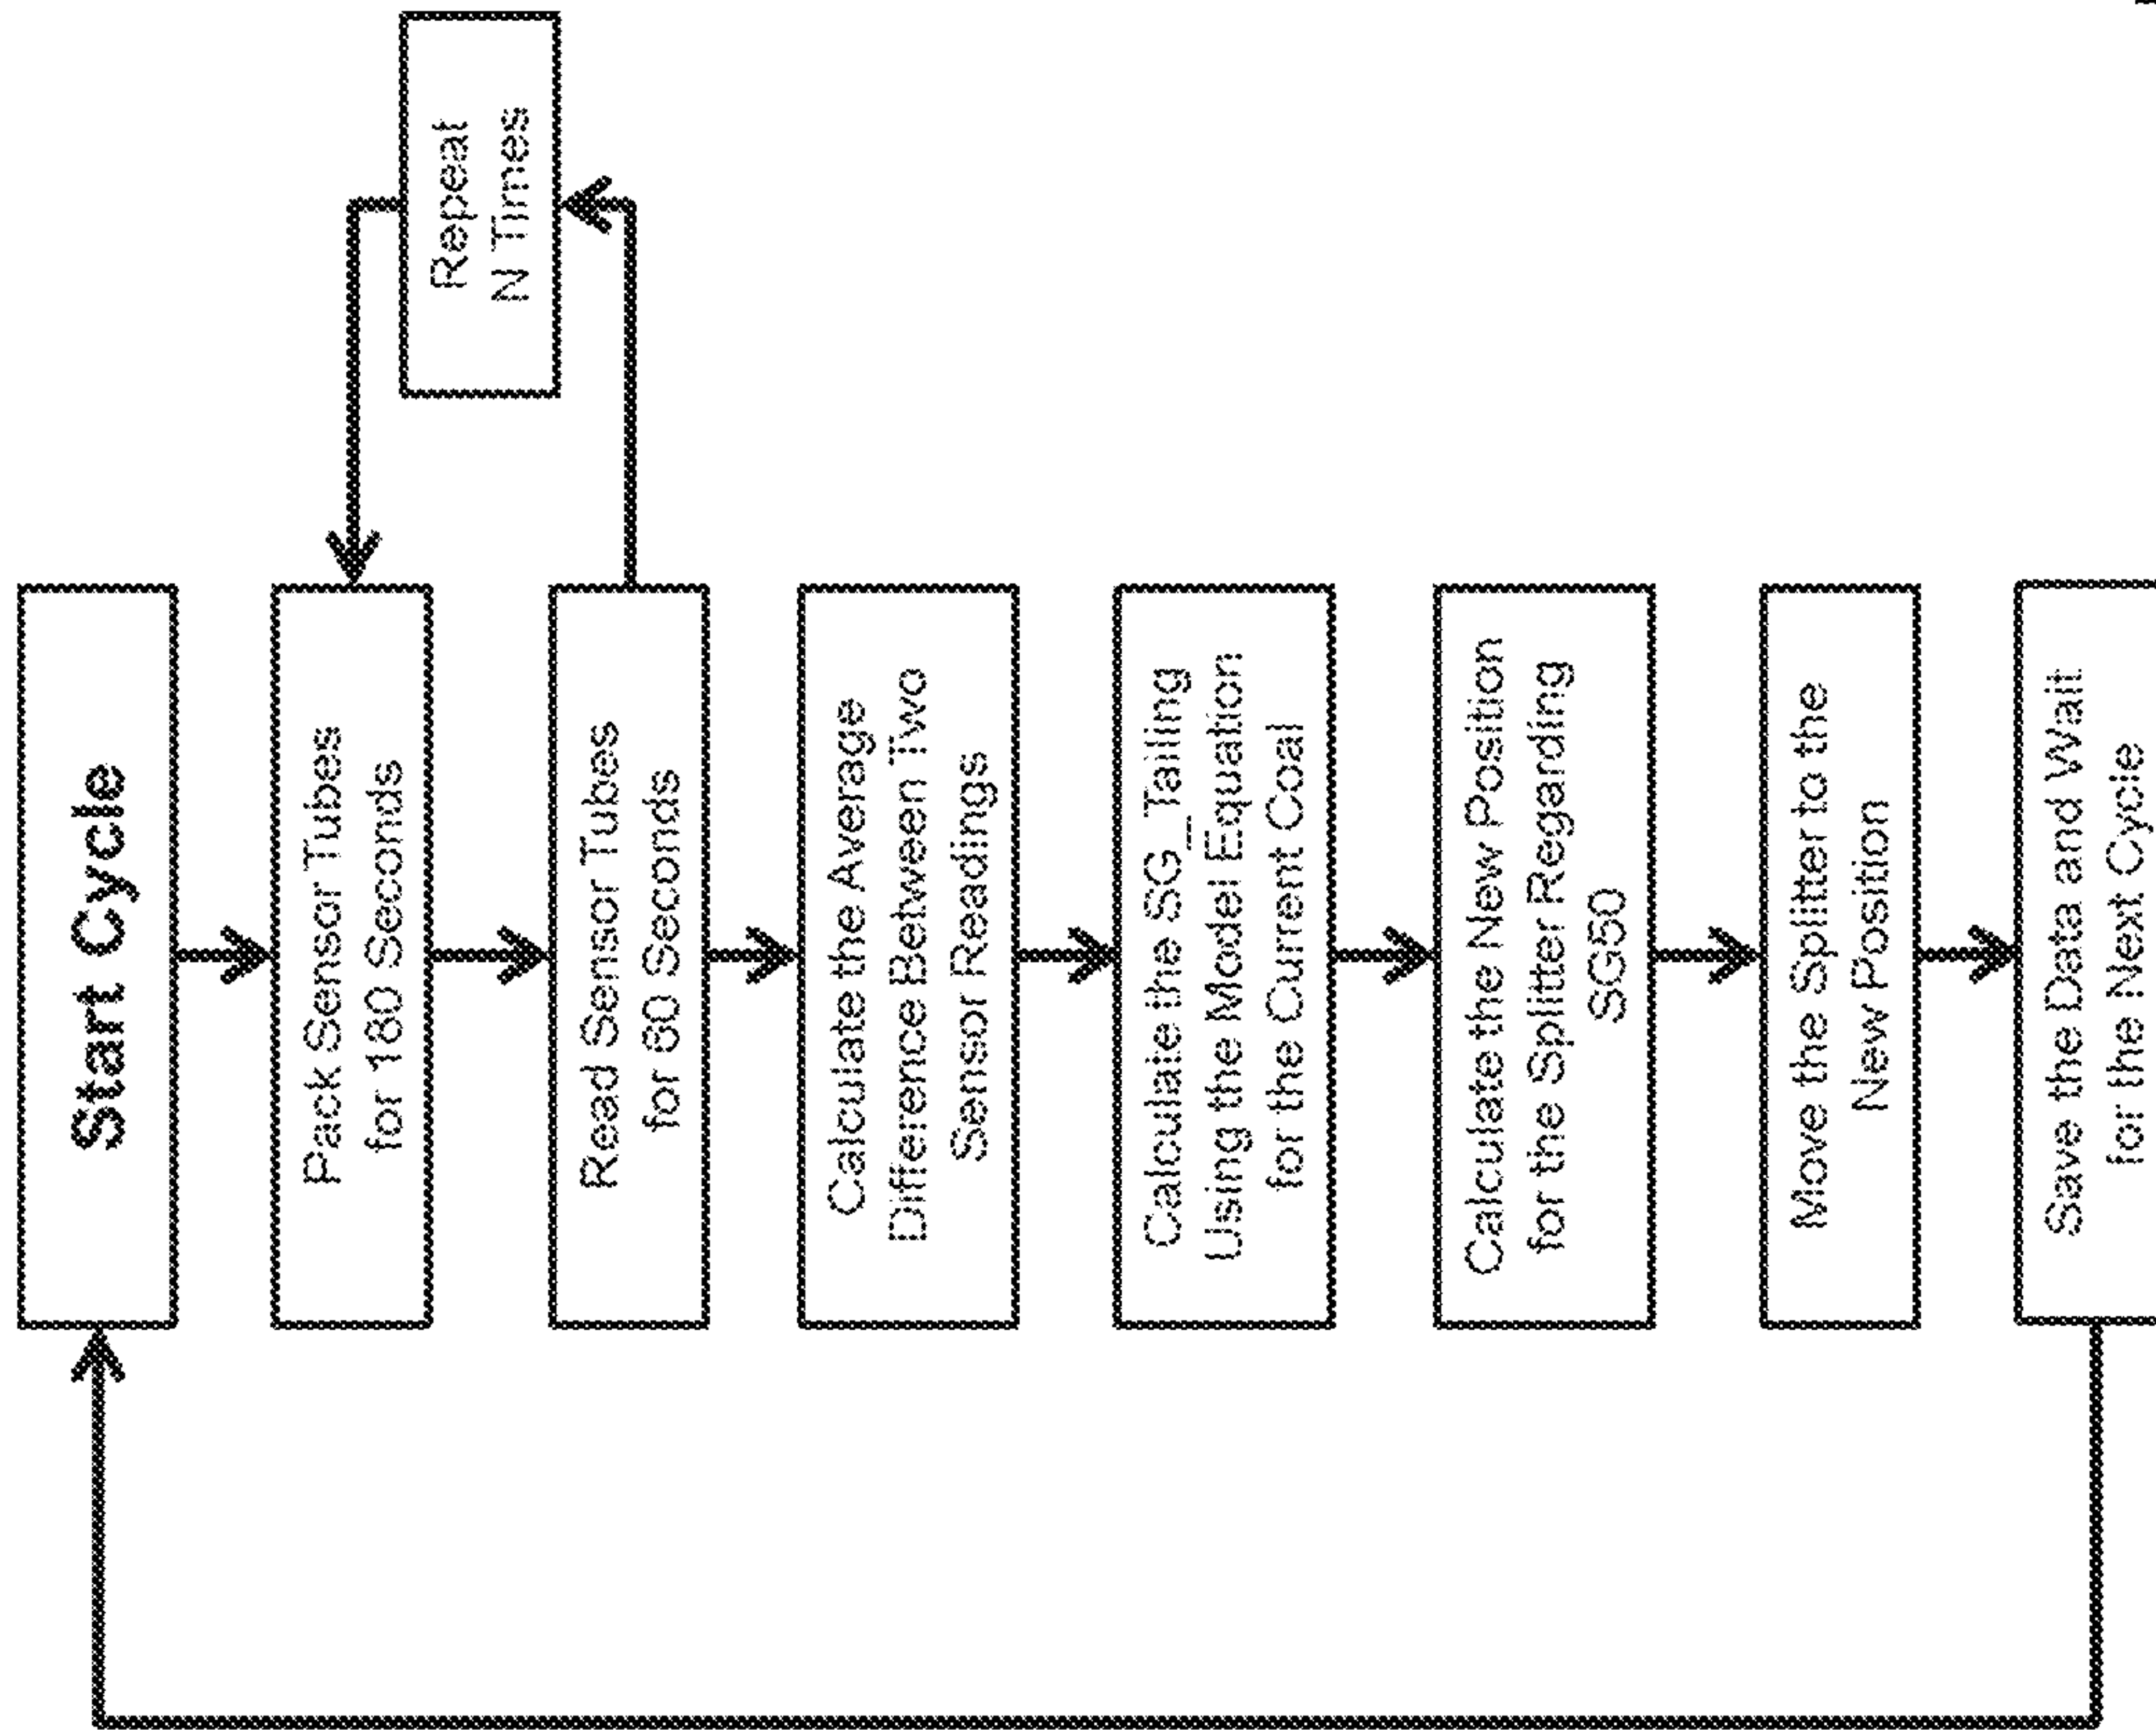 Start Cycle
Pack Sensor Tubes
for 180 Seconds
Repeat
N Times
Read Sensor Tubes
for 60 Seconds
Calculate the Average
Difference Between Two
Sensor Readings
Calculate the SG_Tailing
Using the Model Equation
for the Current Coal
Calculate the New Position
for the Splitter Regarding
SG50
Move the Splitter to the
New Position
Save the Data and Wait
for the Next Cycle